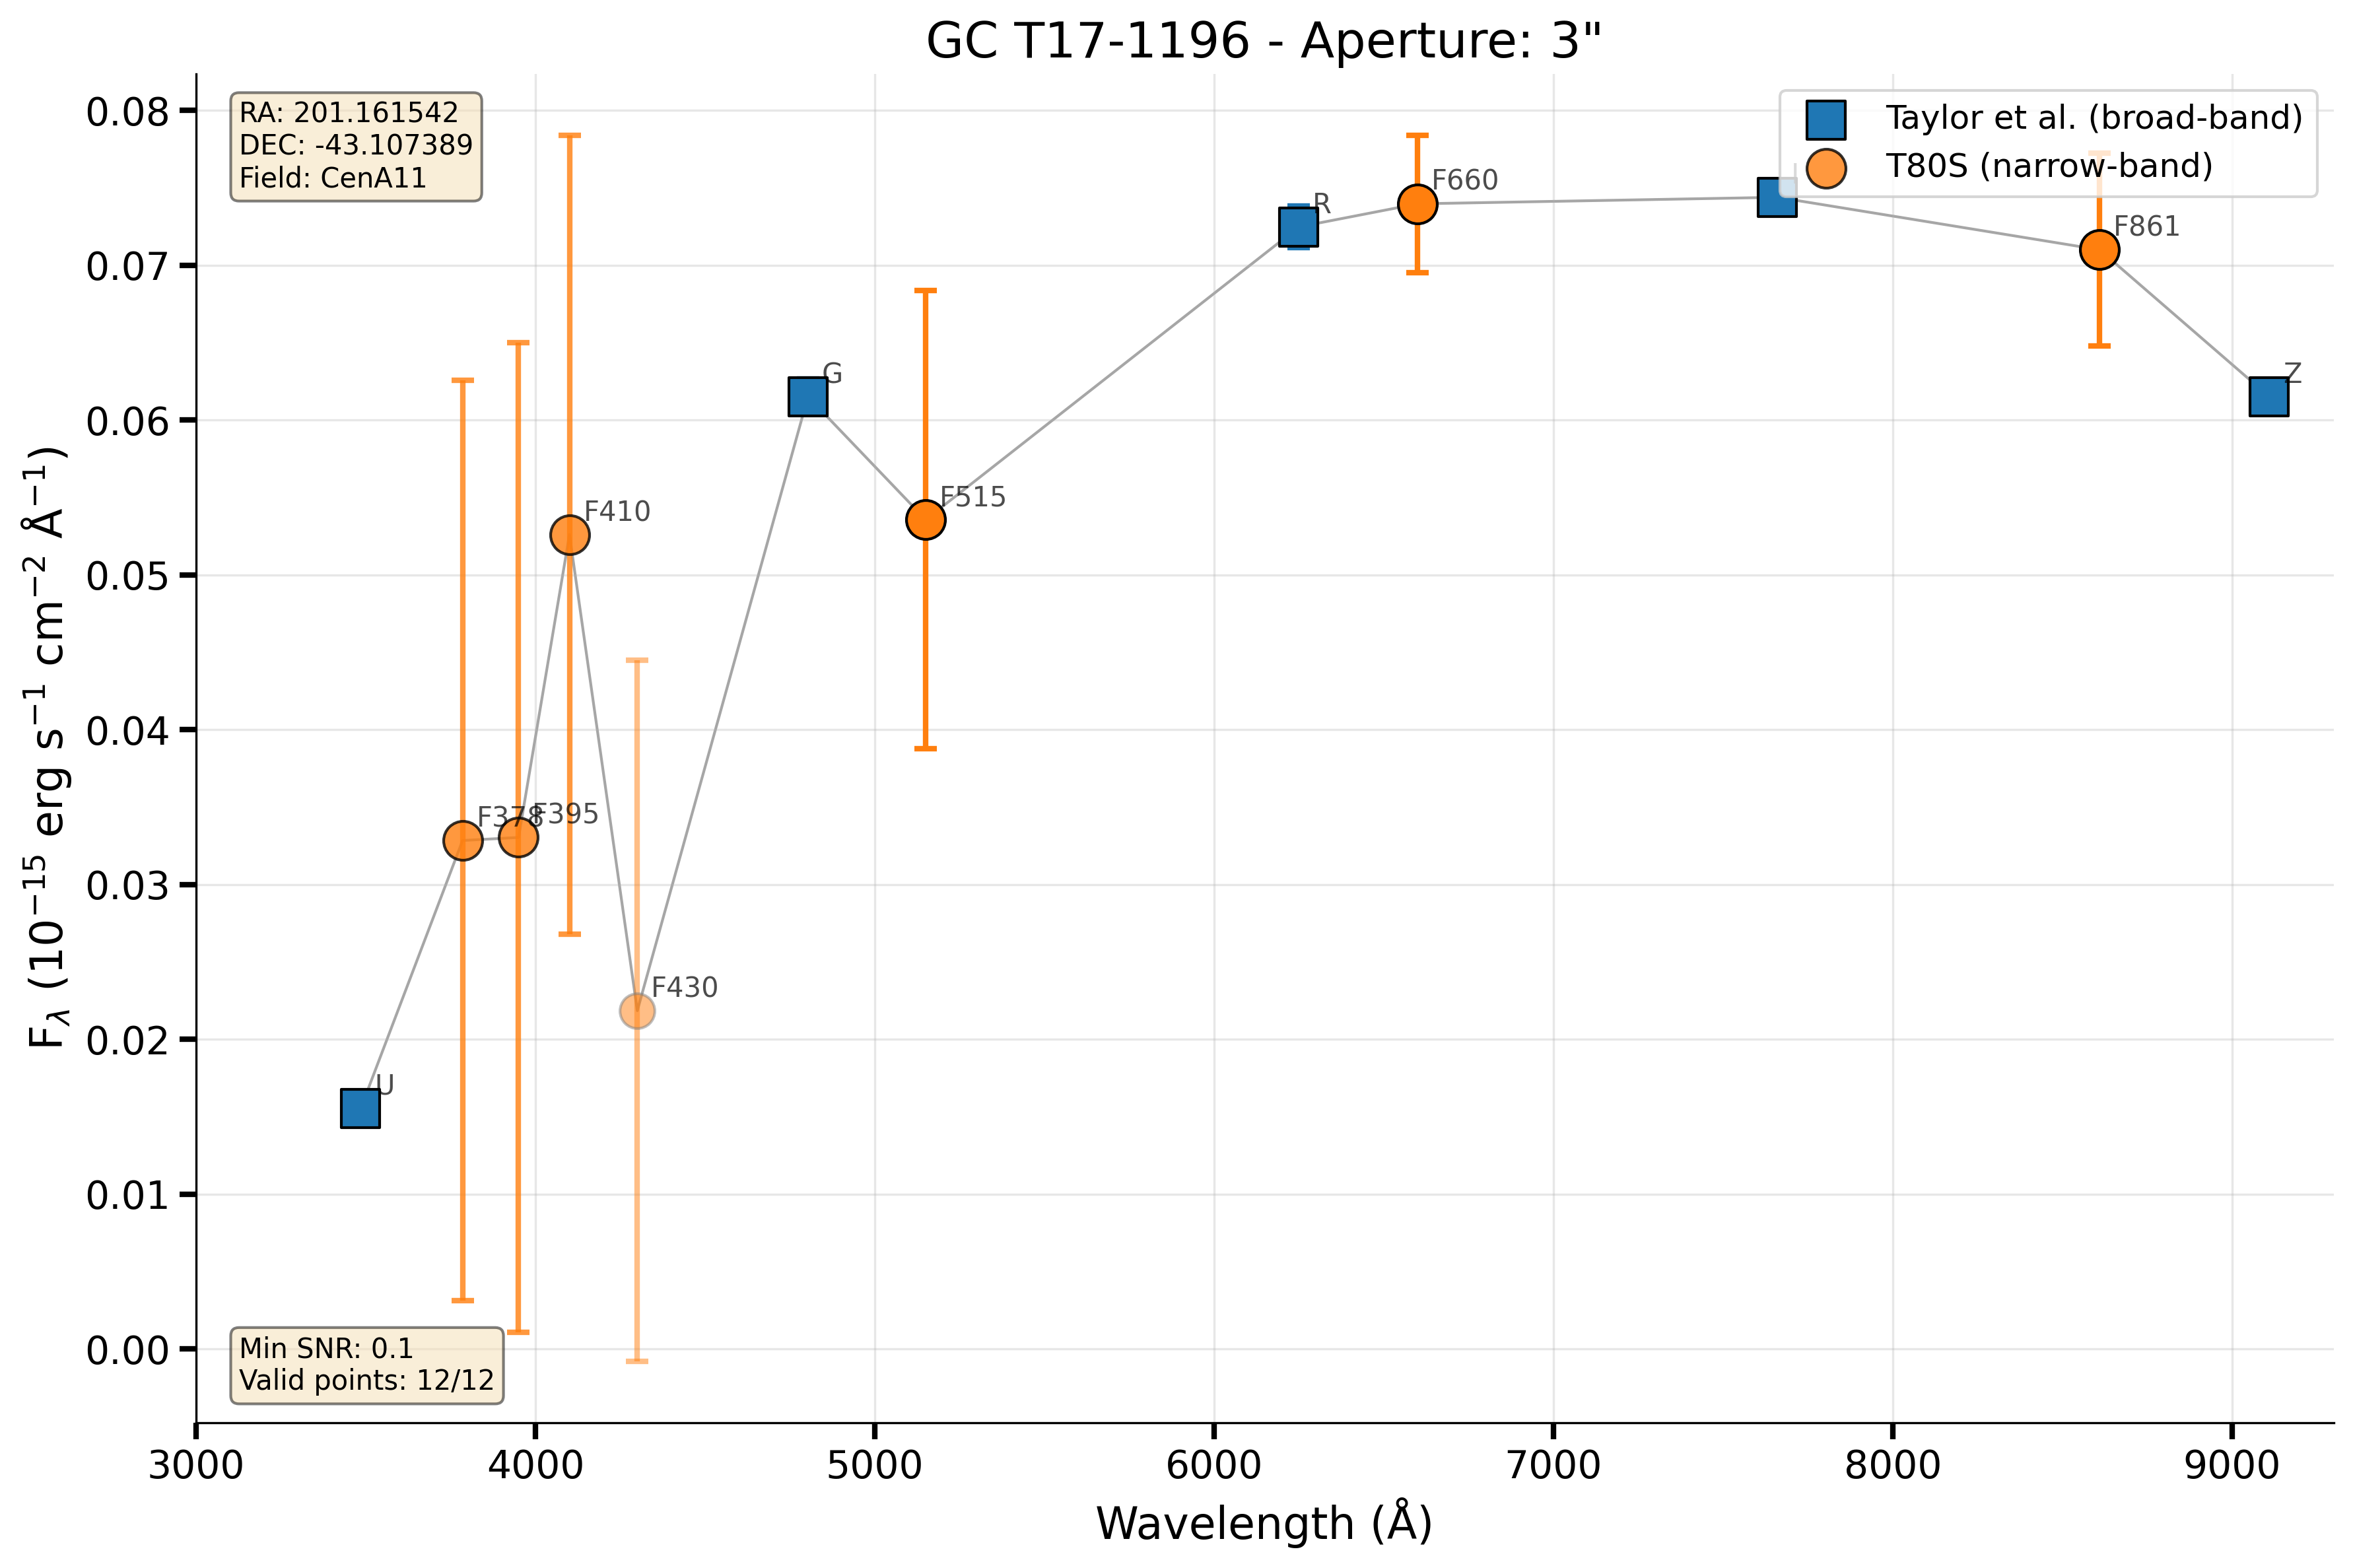 GC T17-1196 - Aperture: 3"
RA: 201.161542
DEC: -43.107389
Field: CenA11
Taylor et al. (broad-band)
T80S (narrow-band)
F660
R
F861
G
Z
F410
F515
F378
F395
F430
U
Min SNR: 0.1
Valid points: 12/12
0.08
0.07
0.06
0.05
0.04
0.03
0.02
0.01
0.00
F_λ (10⁻¹⁵ erg s⁻¹ cm⁻² Å⁻¹)
3000 4000 5000 6000 7000 8000 9000
Wavelength (Å)